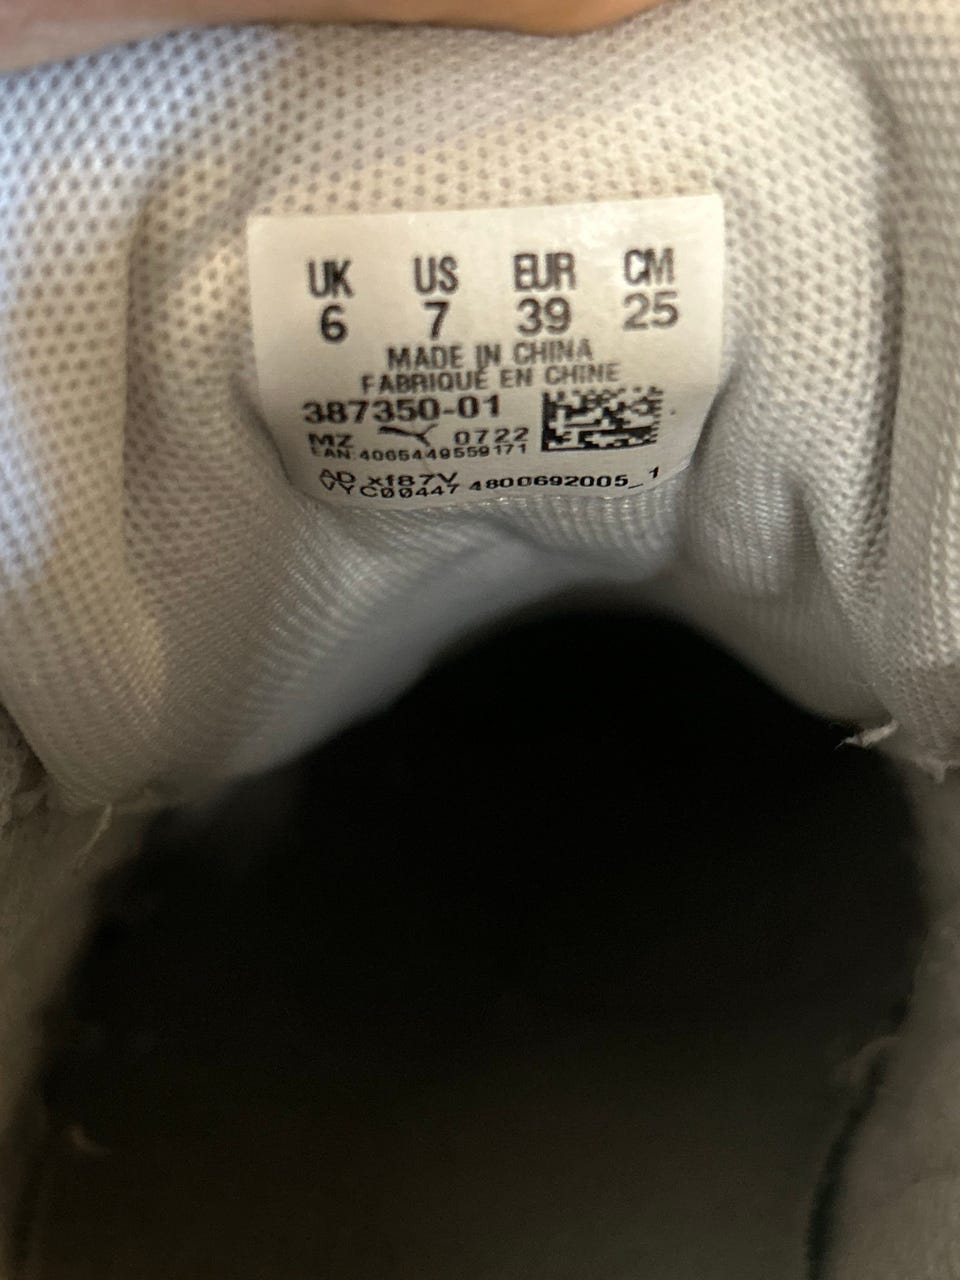 UK US EUR CM
6 7 39 25
MADE IN CHINA
FABRIQUÉ EN CHINE
387350-01
MZ 0722
EAN:4065449559171
AD xf87V
VYC00447 4800692005_1